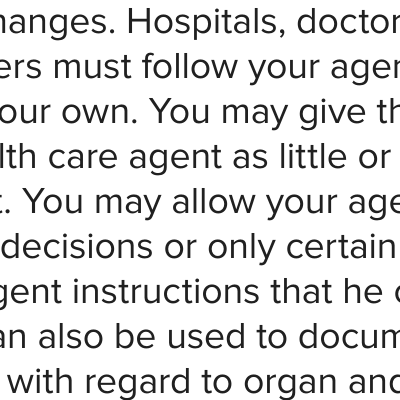 hanges. Hospitals, doctor
ers must follow your agen
our own. You may give th
lth care agent as little or
t. You may allow your age
decisions or only certain
gent instructions that he o
an also be used to docum
with regard to organ and